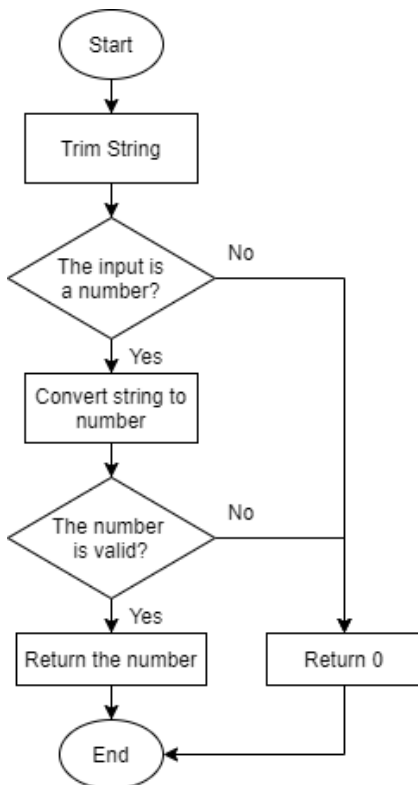 Start
Trim String
The input is
a number?
No
Yes
Convert string to
number
The number
is valid?
No
Yes
Return the number
Return 0
End